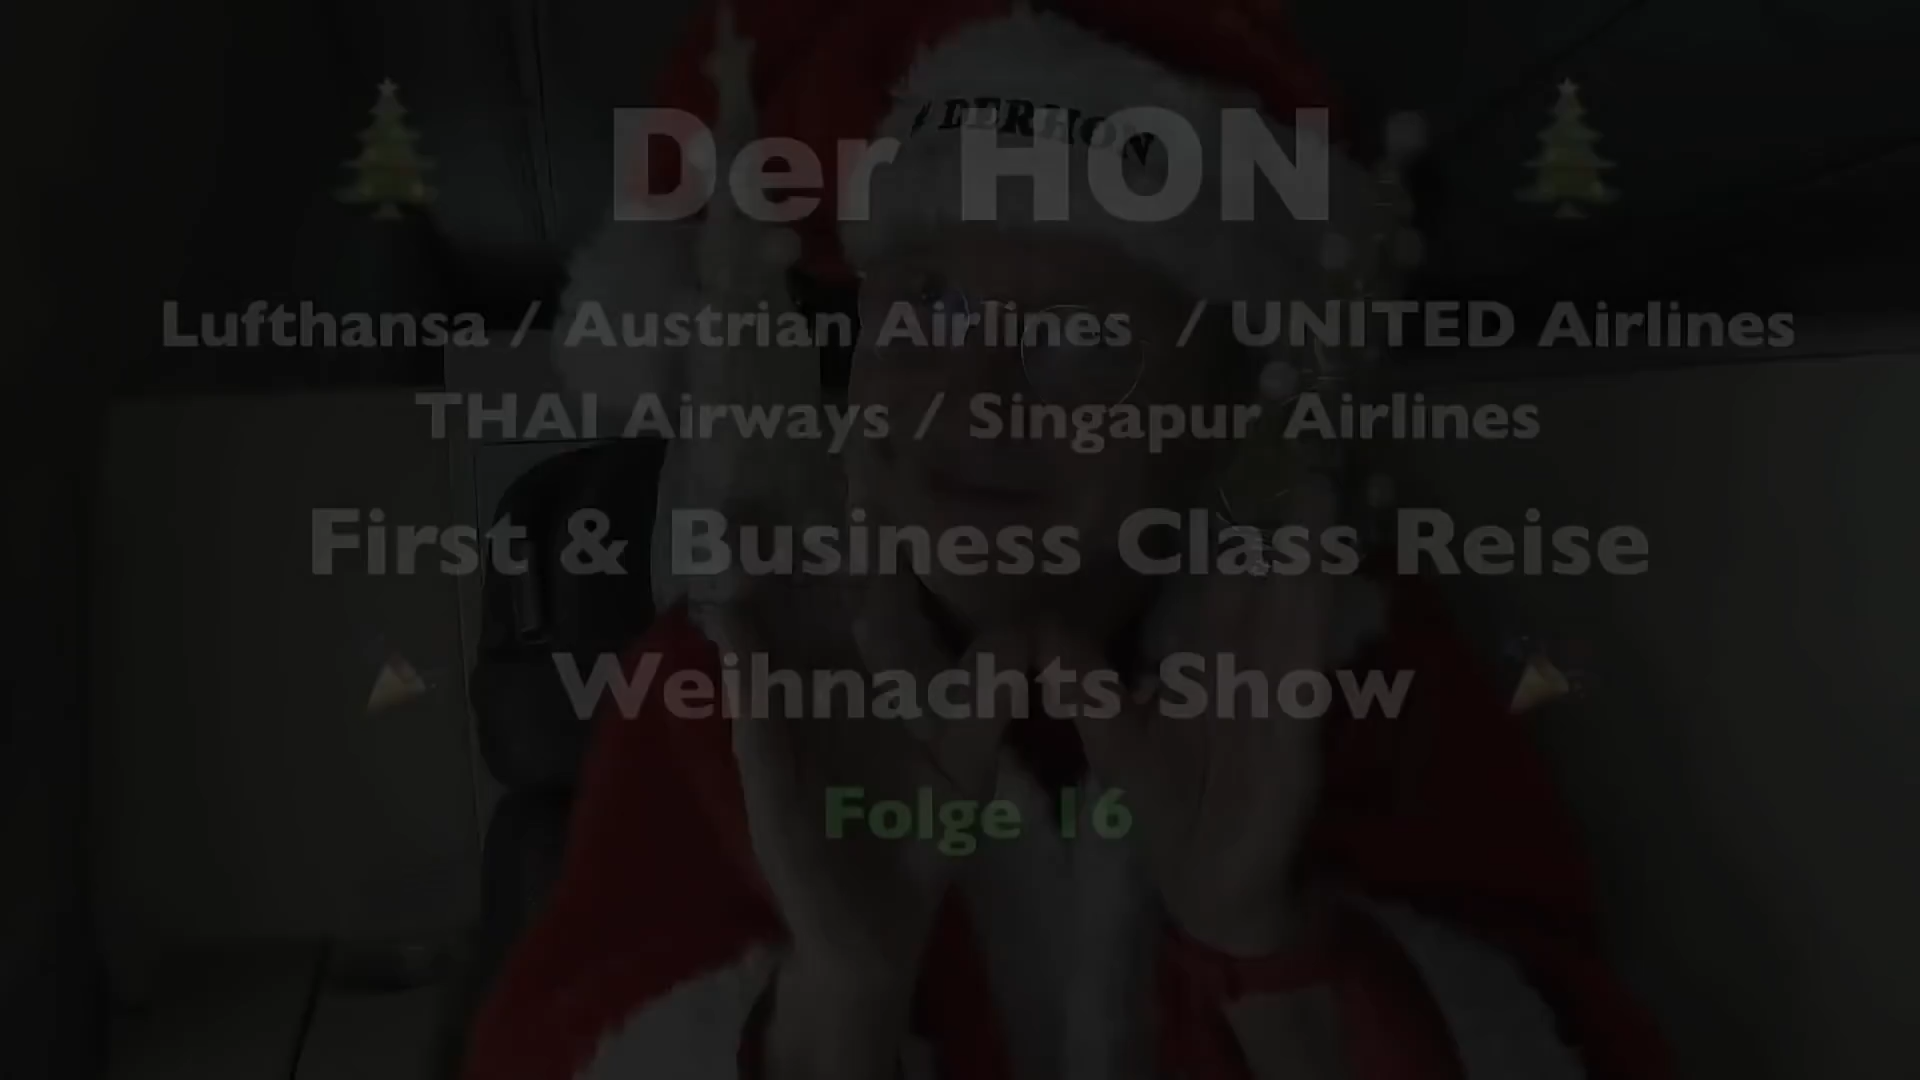 # DERHON
Der HON
Lufthansa / Austrian Airlines / UNITED Airlines
THAI Airways / Singapur Airlines
First & Business Class Reise
Weihnachts Show
Folge 16